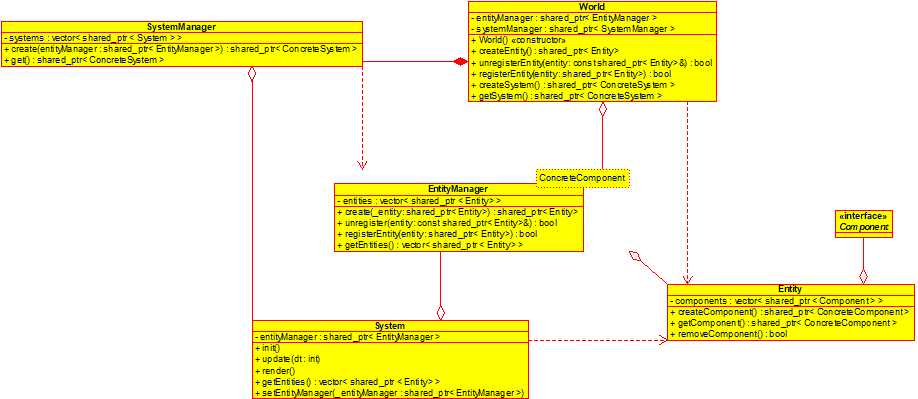 SystemManager
- systems : vector< shared_ptr < System > >
+ create(entityManager : shared_ptr< EntityManager >) : shared_ptr< ConcreteSystem >
+ get() : shared_ptr< ConcreteSystem >
World
- entityManager : shared_ptr< EntityManager >
- systemManager : shared_ptr< SystemManager >
+ World() «constructor»
+ createEntity() : shared_ptr< Entity>
+ unregisterEntity(entity: const shared_ptr< Entity>&) : bool
+ registerEntity(entity: shared_ptr< Entity>) : bool
+ createSystem() : shared_ptr< ConcreteSystem >
+ getSystem() : shared_ptr< ConcreteSystem >
ConcreteComponent
EntityManager
- entities : vector< shared_ptr < Entity> >
+ create(_entity: shared_ptr< Entity>) : shared_ptr< Entity>
+ unregister(entity: const shared_ptr< Entity>&) : bool
+ registerEntity(entity: shared_ptr< Entity>) : bool
+ getEntities() : vector< shared_ptr < Entity> >
«interface»
Component
Entity
- components : vector< shared_ptr < Component > >
+ createComponent() : shared_ptr< ConcreteComponent>
+ getComponent() : shared_ptr< ConcreteComponent >
+ removeComponent() : bool
System
- entityManager : shared_ptr< EntityManager>
+ init()
+ update(dt : int)
+ render()
+ getEntities() : vector< shared_ptr < Entity> >
+ setEntityManager(_entityManager : shared_ptr< EntityManager >)